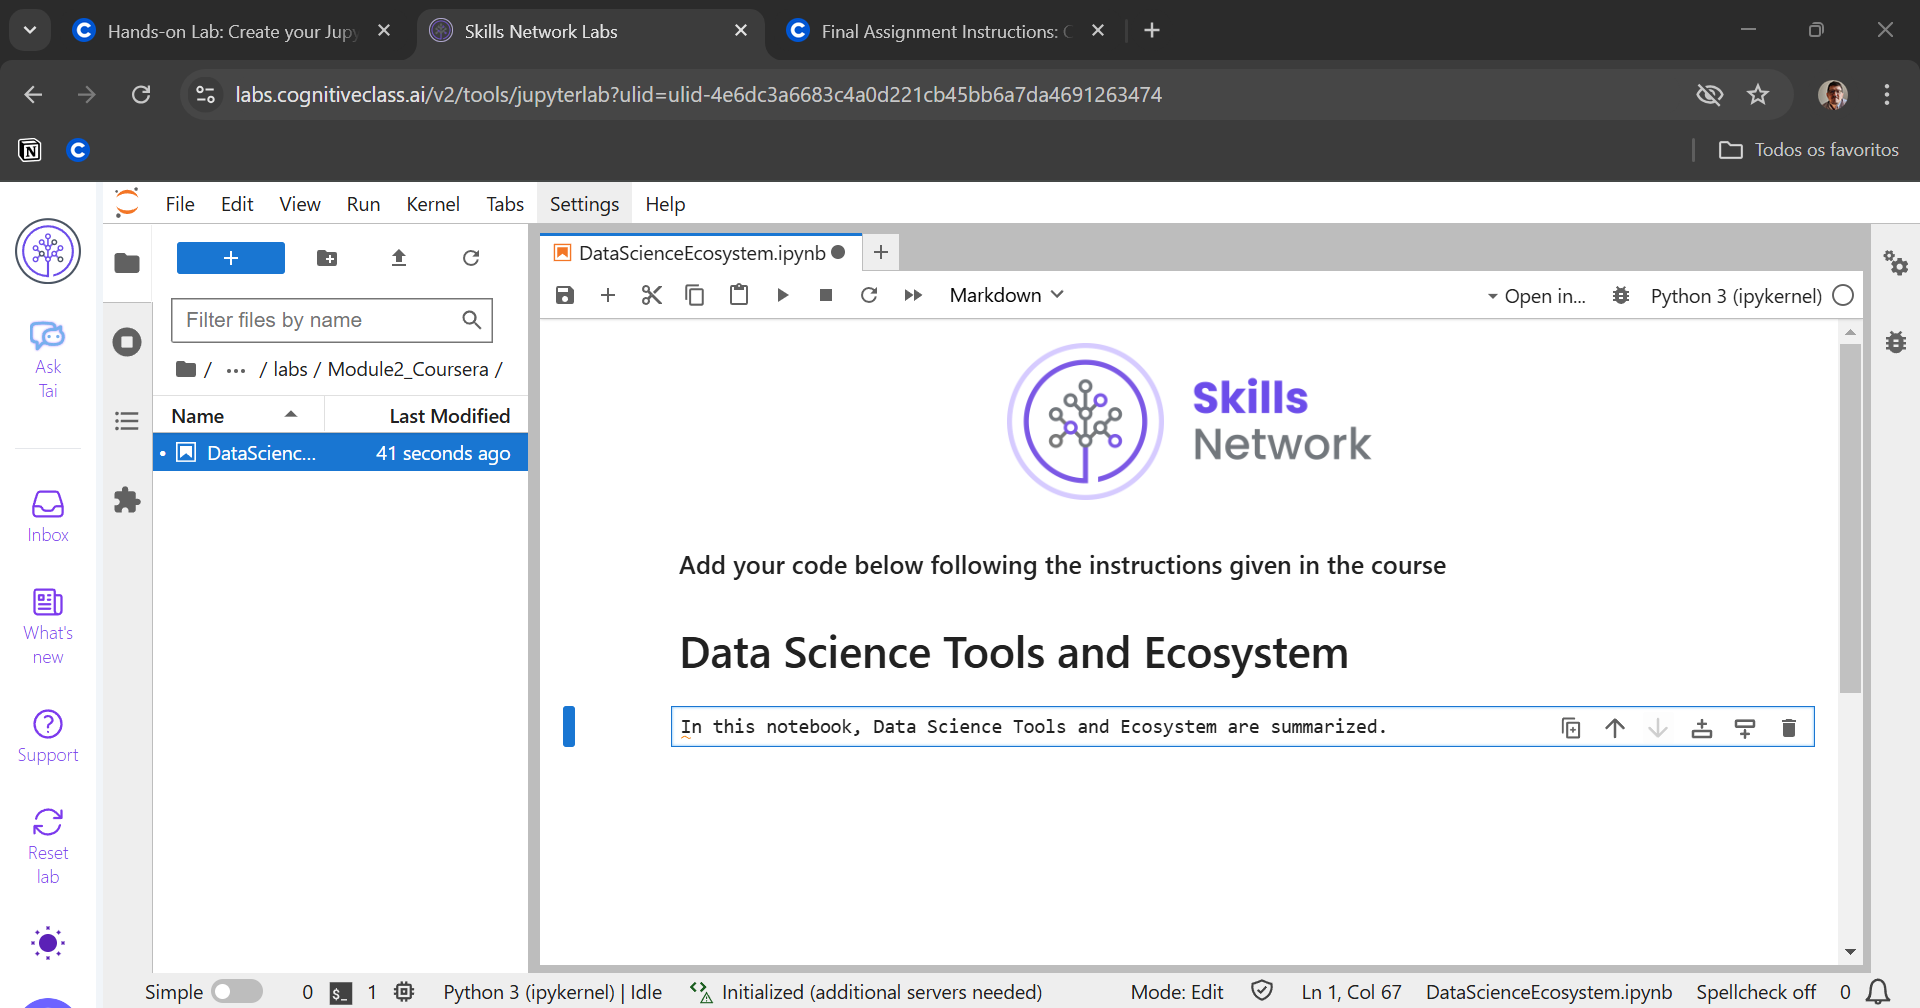 Hands-on Lab: Create your Jupy
Skills Network Labs
Final Assignment Instructions: C
labs.cognitiveclass.ai/v2/tools/jupyterlab?ulid=ulid-4e6dc3a6683c4a0d221cb45bb6a7da4691263474
Todos os favoritos
File Edit View Run Kernel Tabs Settings Help
Ask
Tai
Inbox
What's
new
Support
Reset
lab
Filter files by name
/ ··· / labs / Module2_Coursera /
Name Last Modified
DataScienc... 41 seconds ago
DataScienceEcosystem.ipynb
Markdown
Open in...
Python 3 (ipykernel)
Skills
Network
Add your code below following the instructions given in the course
Data Science Tools and Ecosystem
In this notebook, Data Science Tools and Ecosystem are summarized.
Simple 0 $_ 1 Python 3 (ipykernel) | Idle Initialized (additional servers needed) Mode: Edit Ln 1, Col 67 DataScienceEcosystem.ipynb Spellcheck off 0